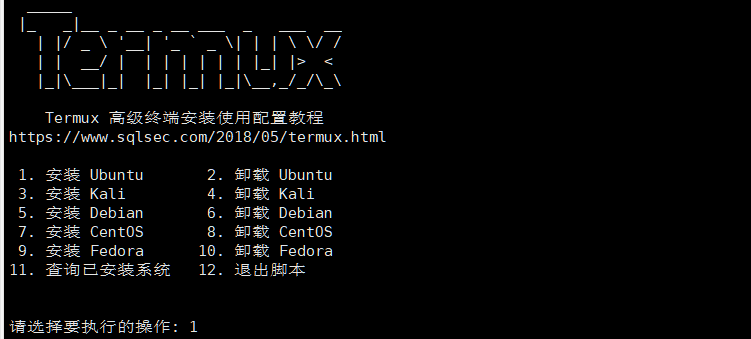 Termux
Termux 高级终端安装使用配置教程
https://www.sqlsec.com/2018/05/termux.html
1. 安装 Ubuntu 2. 卸载 Ubuntu
3. 安装 Kali 4. 卸载 Kali
5. 安装 Debian 6. 卸载 Debian
7. 安装 CentOS 8. 卸载 CentOS
9. 安装 Fedora 10. 卸载 Fedora
11. 查询已安装系统 12. 退出脚本
请选择要执行的操作: 1